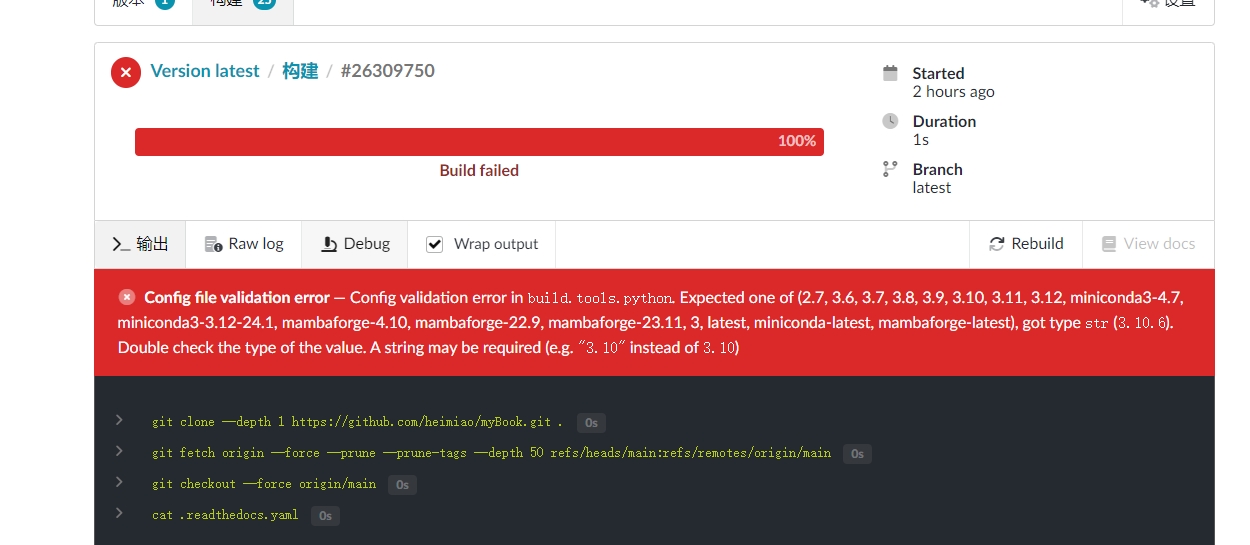 版本 1 构建 25 设置
Version latest / 构建 / #26309750
Started
2 hours ago
100%
Build failed
Duration
1s
Branch
latest
输出 Raw log Debug Wrap output Rebuild View docs
Config file validation error — Config validation error in build.tools.python. Expected one of (2.7, 3.6, 3.7, 3.8, 3.9, 3.10, 3.11, 3.12, miniconda3-4.7,
miniconda3-3.12-24.1, mambaforge-4.10, mambaforge-22.9, mambaforge-23.11, 3, latest, miniconda-latest, mambaforge-latest), got type str (3.10.6).
Double check the type of the value. A string may be required (e.g. "3.10" instead of 3.10)
git clone --depth 1 https://github.com/heimiao/myBook.git . 0s
git fetch origin --force --prune --prune-tags --depth 50 refs/heads/main:refs/remotes/origin/main 0s
git checkout --force origin/main 0s
cat .readthedocs.yaml 0s